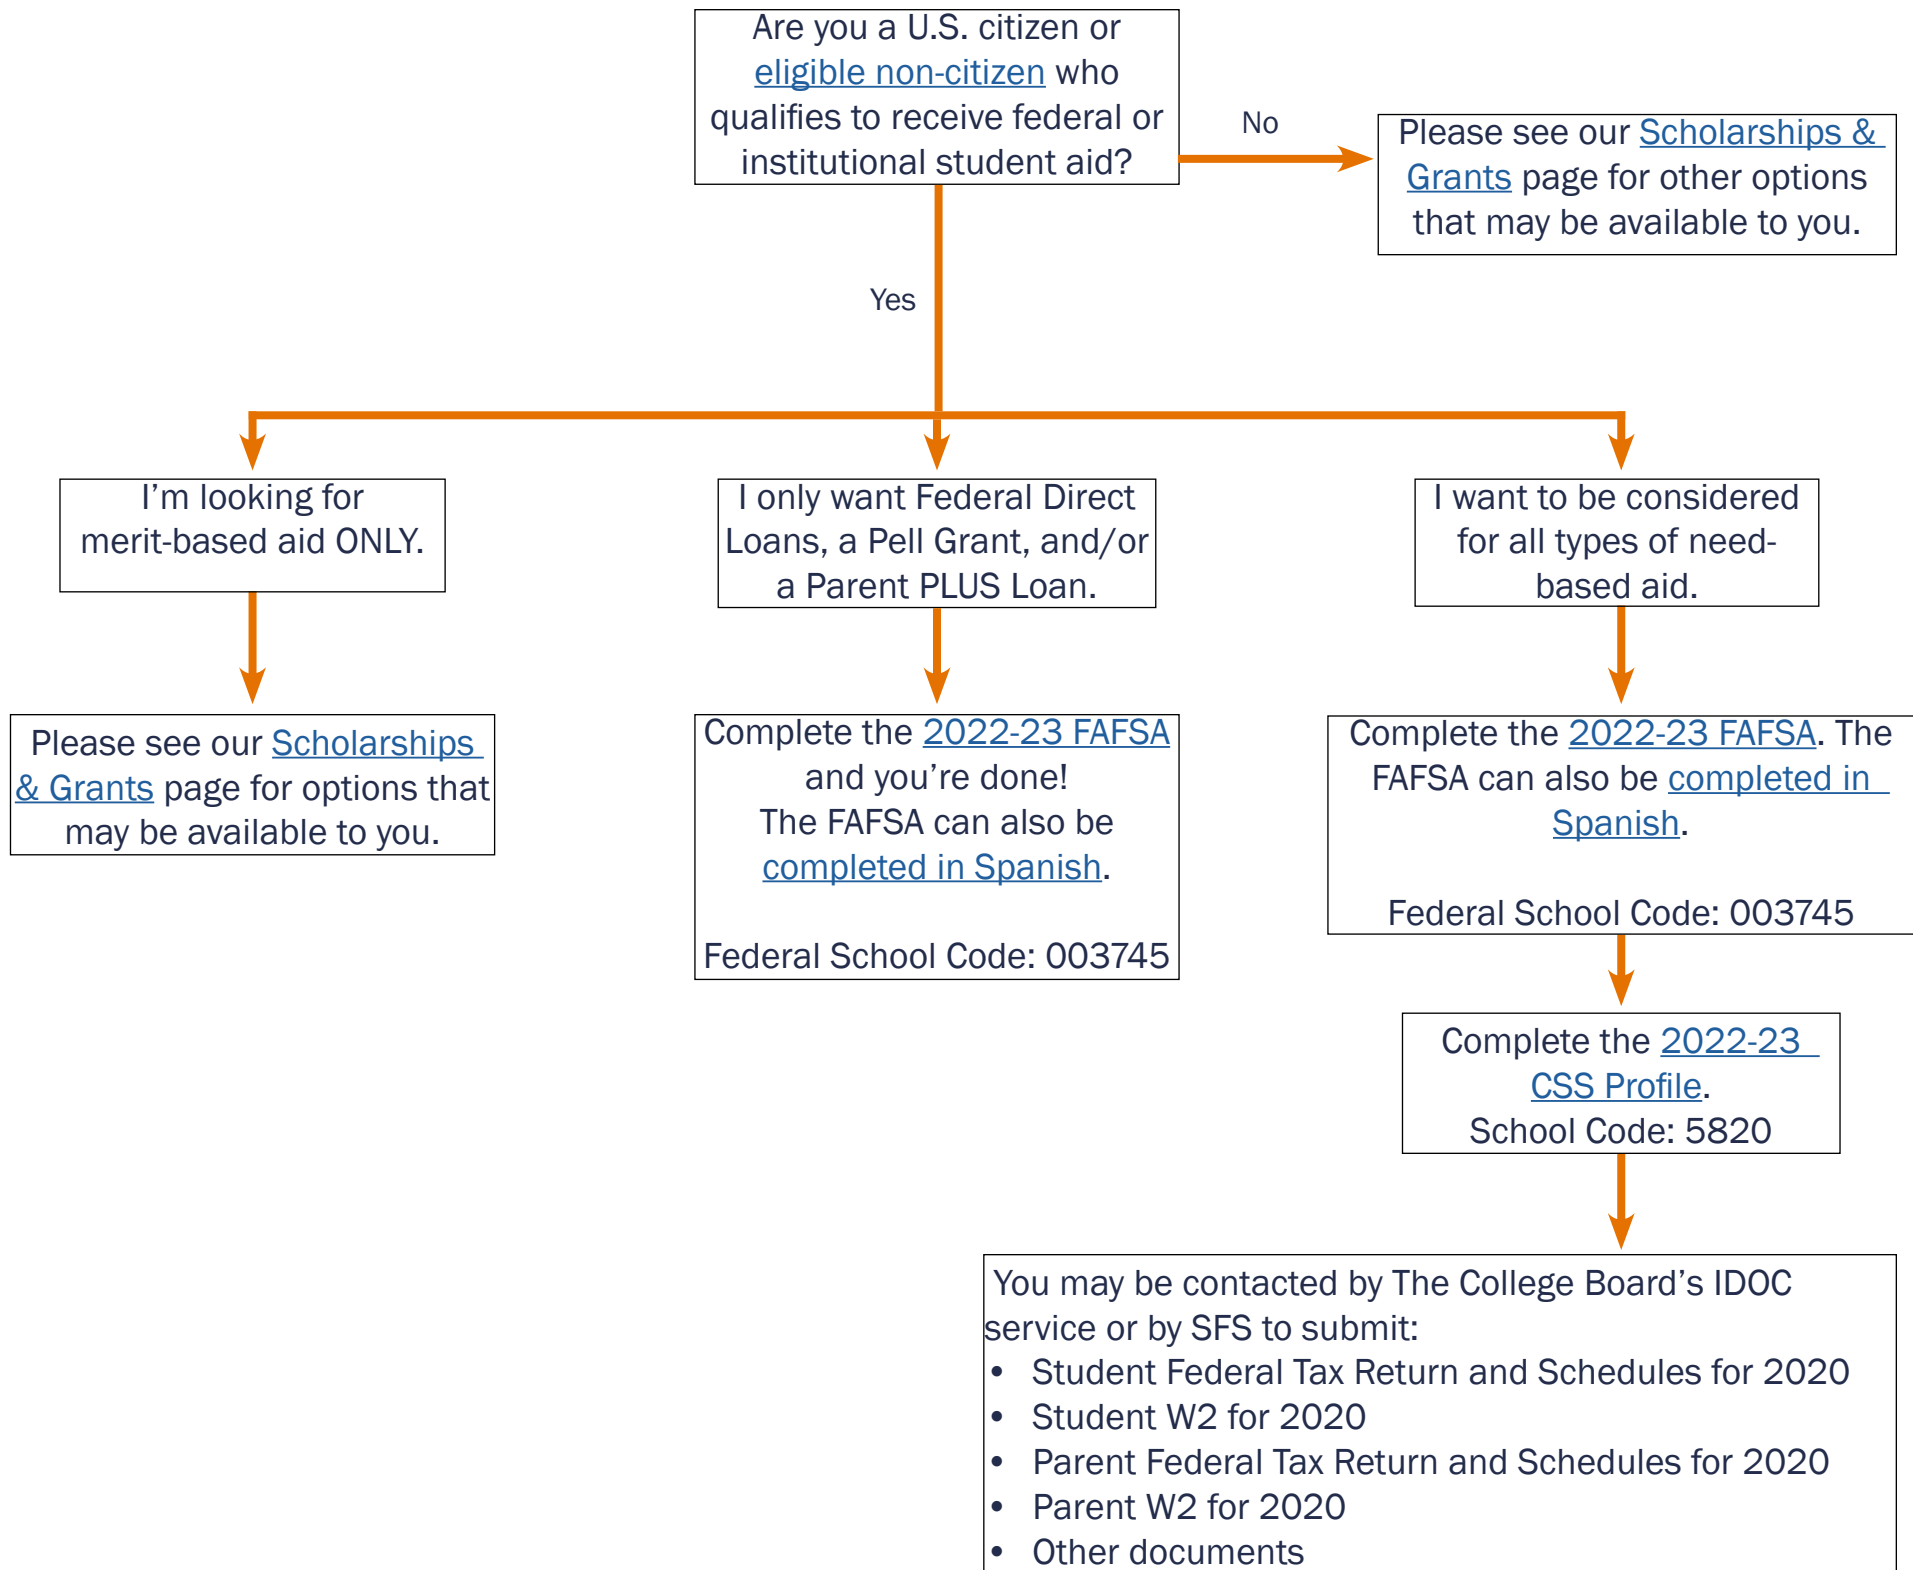 Are you a U.S. citizen or
eligible non-citizen who
qualifies to receive federal or
institutional student aid?
No
Please see our Scholarships &
Grants page for other options
that may be available to you.
Yes
I'm looking for
merit-based aid ONLY.
I only want Federal Direct
Loans, a Pell Grant, and/or
a Parent PLUS Loan.
I want to be considered
for all types of need-
based aid.
Please see our Scholarships
& Grants page for options that
may be available to you.
Complete the 2022-23 FAFSA
and you're done!
The FAFSA can also be
completed in Spanish.
Federal School Code: 003745
Complete the 2022-23 FAFSA. The
FAFSA can also be completed in
Spanish.
Federal School Code: 003745
Complete the 2022-23
CSS Profile.
School Code: 5820
You may be contacted by The College Board's IDOC
service or by SFS to submit:
• Student Federal Tax Return and Schedules for 2020
• Student W2 for 2020
• Parent Federal Tax Return and Schedules for 2020
• Parent W2 for 2020
• Other documents